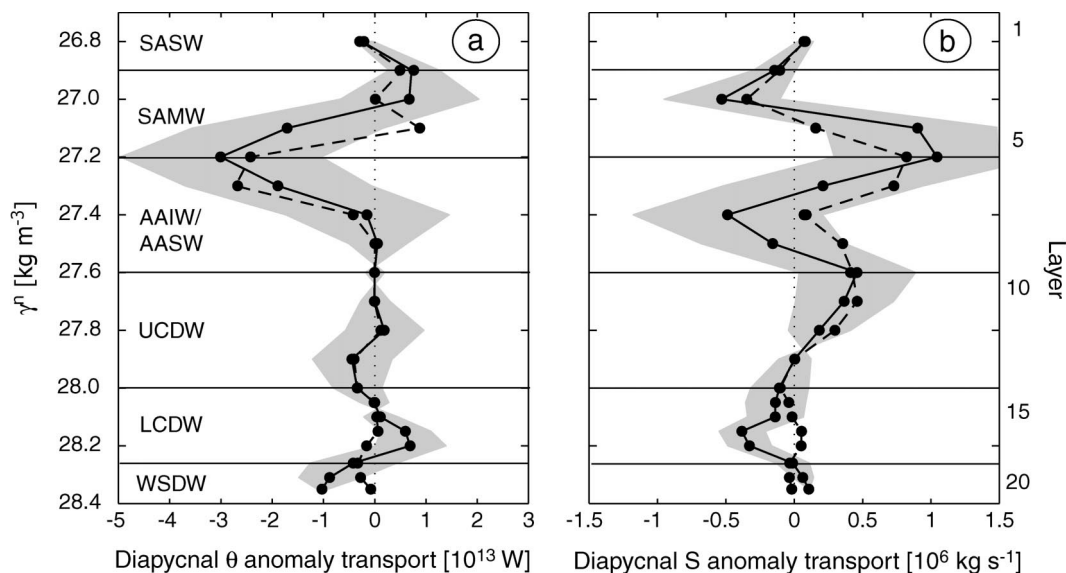 a
b
26.8
27.0
27.2
27.4
27.6
27.8
28.0
28.2
28.4
γⁿ [kg m⁻³]
SASW
SAMW
AAIW/
AASW
UCDW
LCDW
WSDW
-5 -4 -3 -2 -1 0 1 2 3
Diapycnal θ anomaly transport [10¹³ W]
-1.5 -1 -0.5 0 0.5 1 1.5
Diapycnal S anomaly transport [10⁶ kg s⁻¹]
1
5
10
15
20
Layer